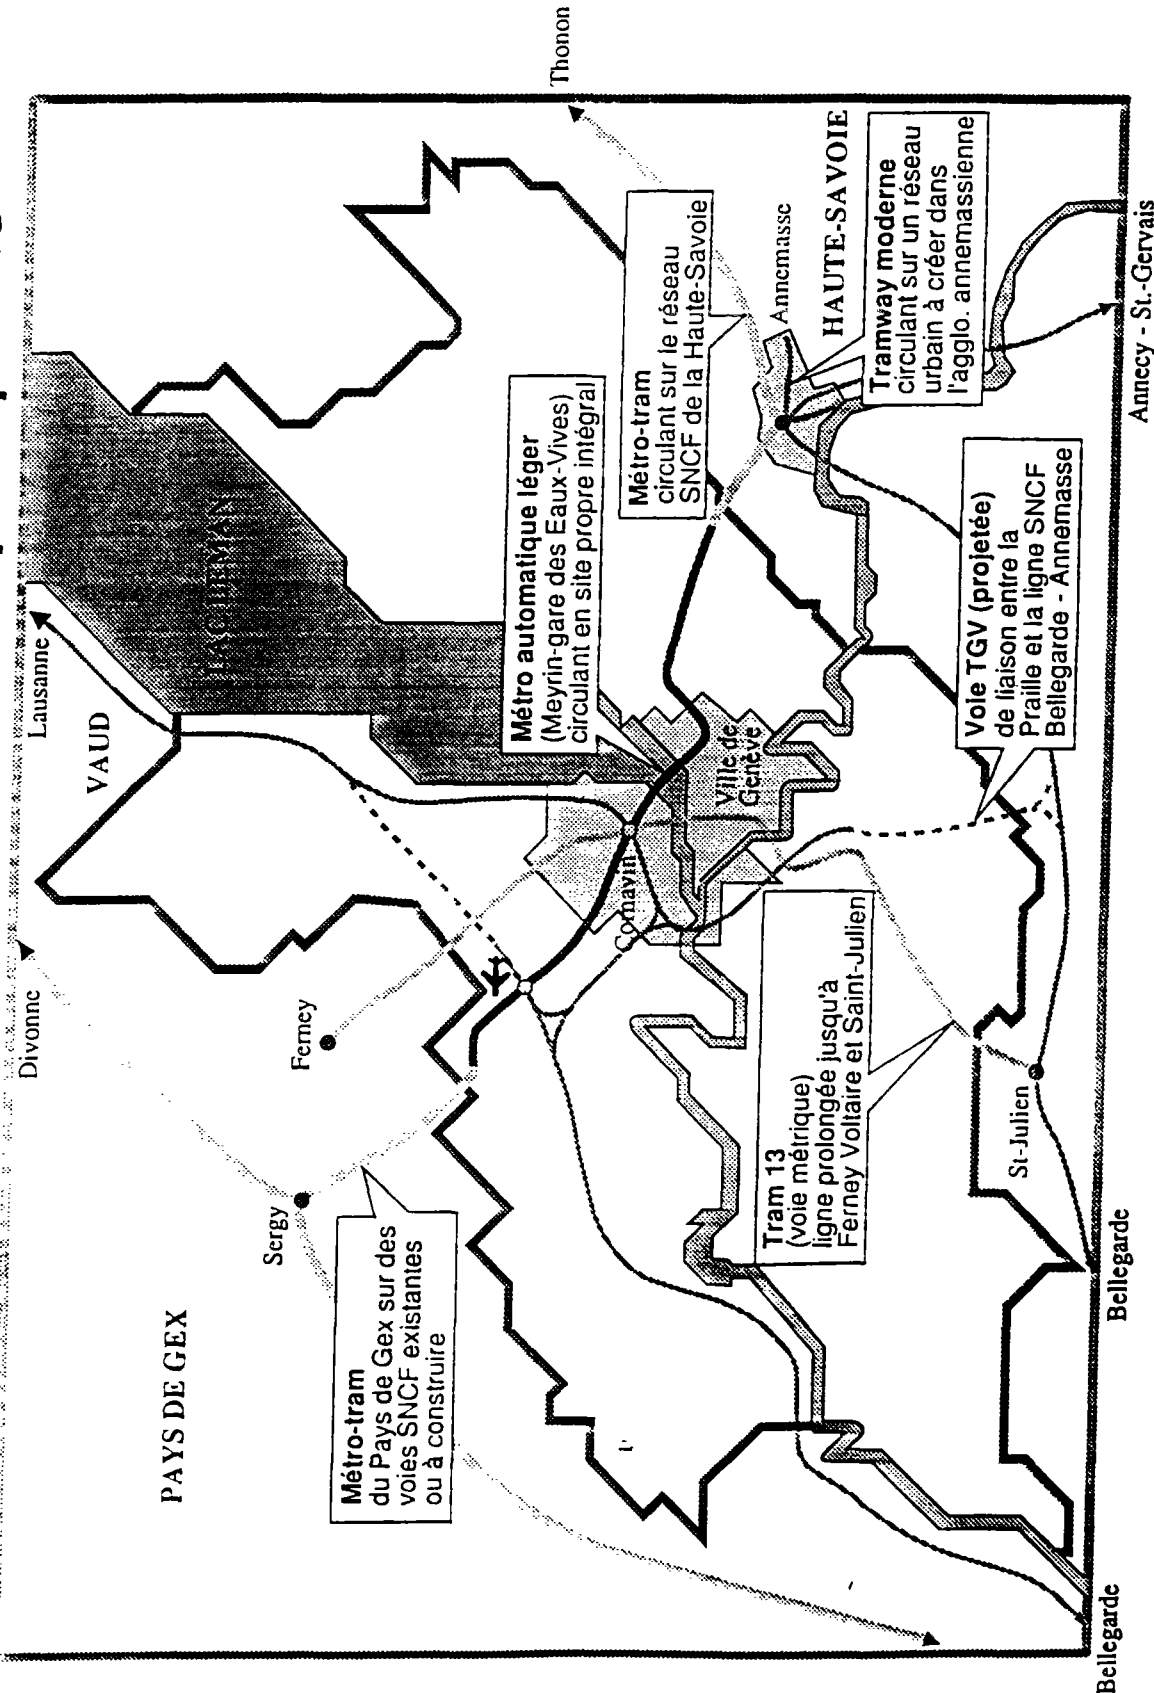 Divonne
Lausanne
VAUD
LAC LEMAN
Thonon
PAYS DE GEX
Sergy
Ferney
Métro-tram
du Pays de Gex sur des
voies SNCF existantes
ou à construire
Métro automatique léger
(Meyrin-gare des Eaux-Vives)
circulant en site propre intégral
Métro-tram
circulant sur le réseau
SNCF de la Haute-Savoie
Cornavin
Ville de
Genève
Annemasse
HAUTE-SAVOIE
Tramway moderne
circulant sur un réseau
urbain à créer dans
l'agglo. annemassienne
Tram 13
(voie métrique)
ligne prolongée jusqu'à
Ferney Voltaire et Saint-Julien
Voie TGV (projetée)
de liaison entre la
Praille et la ligne SNCF
Bellegarde - Annemasse
St-Julien
Bellegarde
Bellegarde
Annecy - St.-Gervais